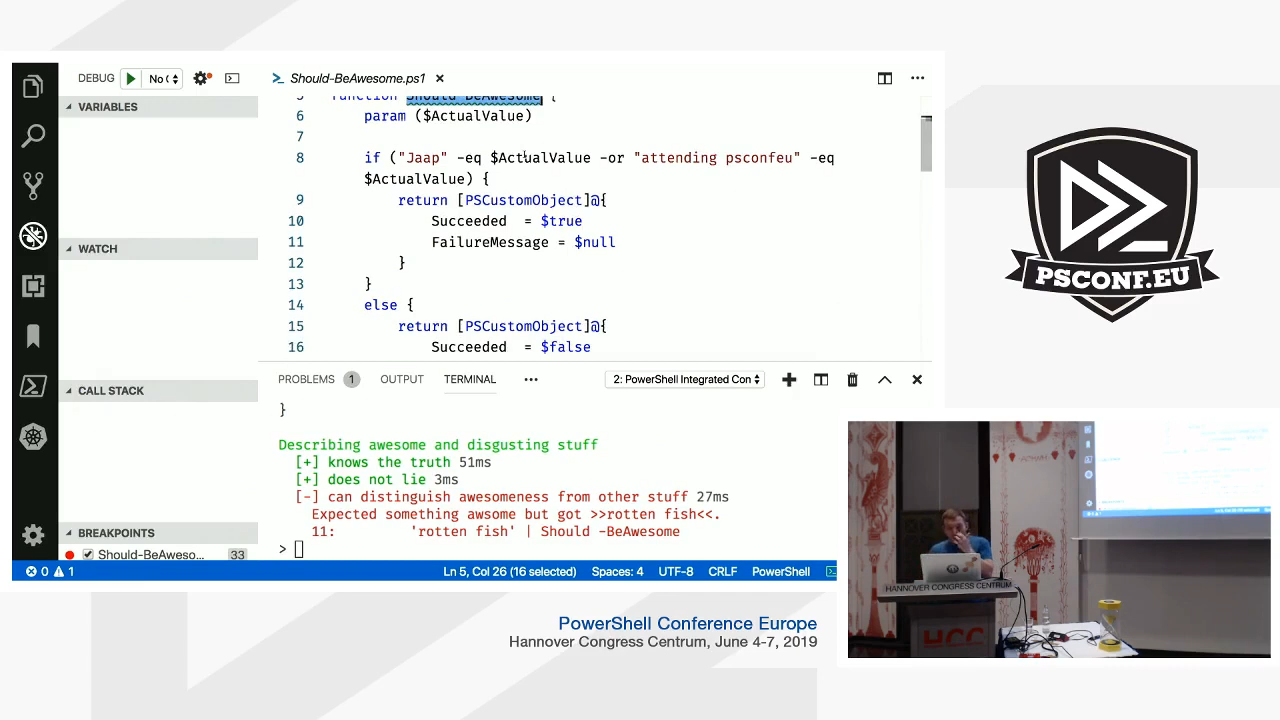 DEBUG No (
Should-BeAwesome.ps1
VARIABLES
WATCH
CALL STACK
BREAKPOINTS
Should-BeAweso... 33
5 function Should-BeAwesome {
6 param ($ActualValue)
7
8 if ("Jaap" -eq $ActualValue -or "attending psconfeu" -eq
$ActualValue) {
9 return [PSCustomObject]@{
10 Succeeded = $true
11 FailureMessage = $null
12 }
13 }
14 else {
15 return [PSCustomObject]@{
16 Succeeded = $false
PROBLEMS 1 OUTPUT TERMINAL ••• 2: PowerShell Integrated Con
}
Describing awesome and disgusting stuff
[+] knows the truth 51ms
[+] does not lie 3ms
[-] can distinguish awesomeness from other stuff 27ms
Expected something awsome but got >>rotten fish<<.
11: 'rotten fish' | Should -BeAwesome
>
0 1 Ln 5, Col 26 (16 selected) Spaces: 4 UTF-8 CRLF PowerShell
PSCONF.EU
HANNOVER CONGRESS CENTRUM
HCC
PowerShell Conference Europe
Hannover Congress Centrum, June 4-7, 2019